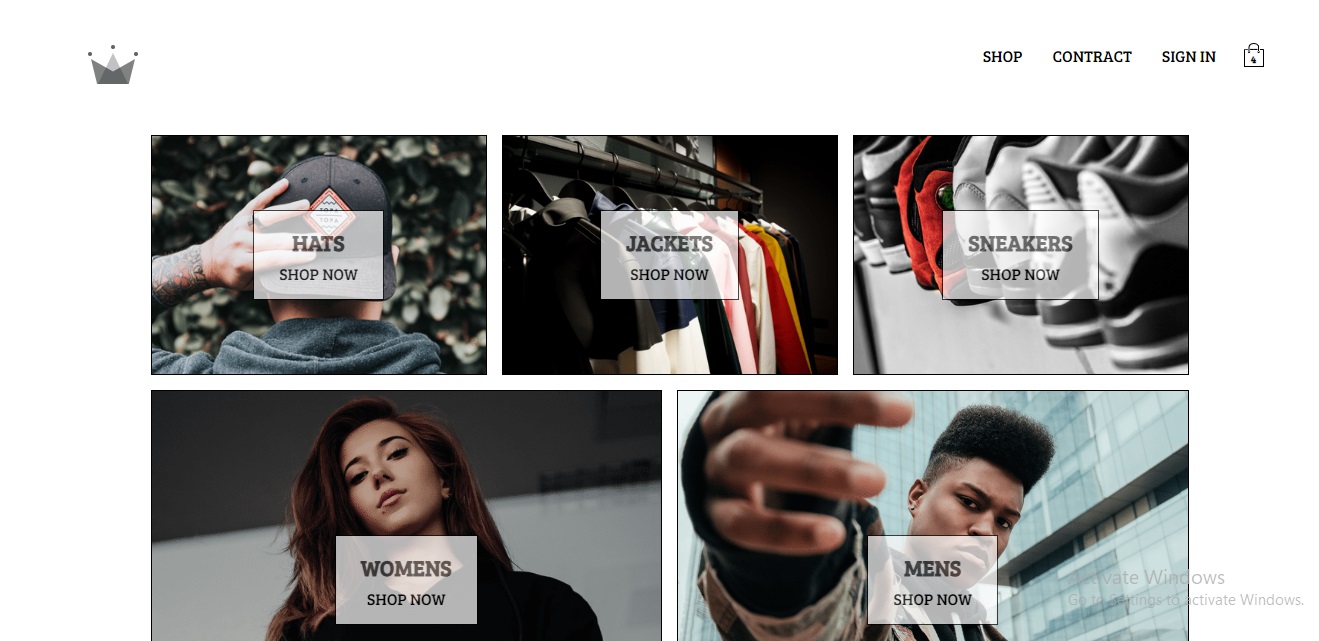 SHOP CONTRACT SIGN IN 4
HATS
SHOP NOW
JACKETS
SHOP NOW
SNEAKERS
SHOP NOW
WOMENS
SHOP NOW
MENS
SHOP NOW
Activate Windows
Go to Settings to activate Windows.